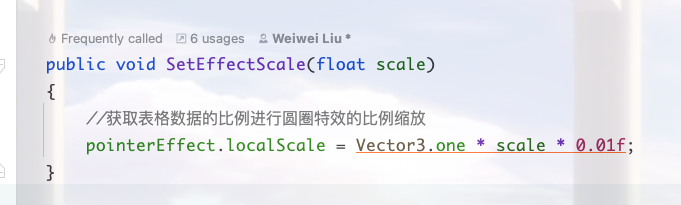 Frequently called 6 usages Weiwei Liu *
public void SetEffectScale(float scale)
{
//获取表格数据的比例进行圆圈特效的比例缩放
pointerEffect.localScale = Vector3.one * scale * 0.01f;
}